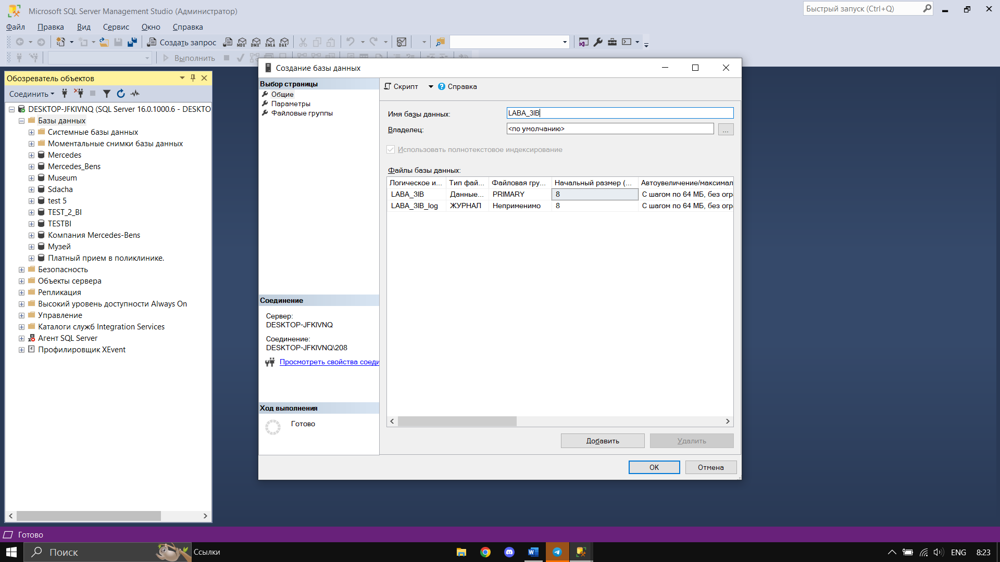 Microsoft SQL Server Management Studio (Администратор)
Быстрый запуск (Ctrl+Q)
Файл Правка Вид Сервис Окно Справка
Создать запрос MDX DMX XMLA DAX
Выполнить
Обозреватель объектов
Соединить
DESKTOP-JFKIVNQ (SQL Server 16.0.1000.6 - DESKTO
Базы данных
Системные базы данных
Моментальные снимки базы данных
Mercedes
Mercedes_Bens
Museum
Sdacha
test 5
TEST_2_BI
TESTBI
Компания Mercedes-Bens
Музей
Платный прием в поликлинике.
Безопасность
Объекты сервера
Репликация
Высокий уровень доступности Always On
Управление
Каталоги служб Integration Services
Агент SQL Server
Профилировщик XEvent
Создание базы данных
Выбор страницы
Общие
Параметры
Файловые группы
Соединение
Сервер:
DESKTOP-JFKIVNQ
Соединение:
DESKTOP-JFKIVNQ\208
Просмотреть свойства соеди
Ход выполнения
Готово
Скрипт Справка
Имя базы данных: LABA_3IB
Владелец: <по умолчанию> ...
Использовать полнотекстовое индексирование
Файлы базы данных:
Логическое и... Тип фай... Файловая гру... Начальный размер (... Автоувеличение/максимал
LABA_3IB Данные... PRIMARY 8 С шагом по 64 МБ, без огр
LABA_3IB_log ЖУРНАЛ Неприменимо 8 С шагом по 64 МБ, без огр
Добавить Удалить
ОК Отмена
Готово
Поиск Ссылки ENG 8:23